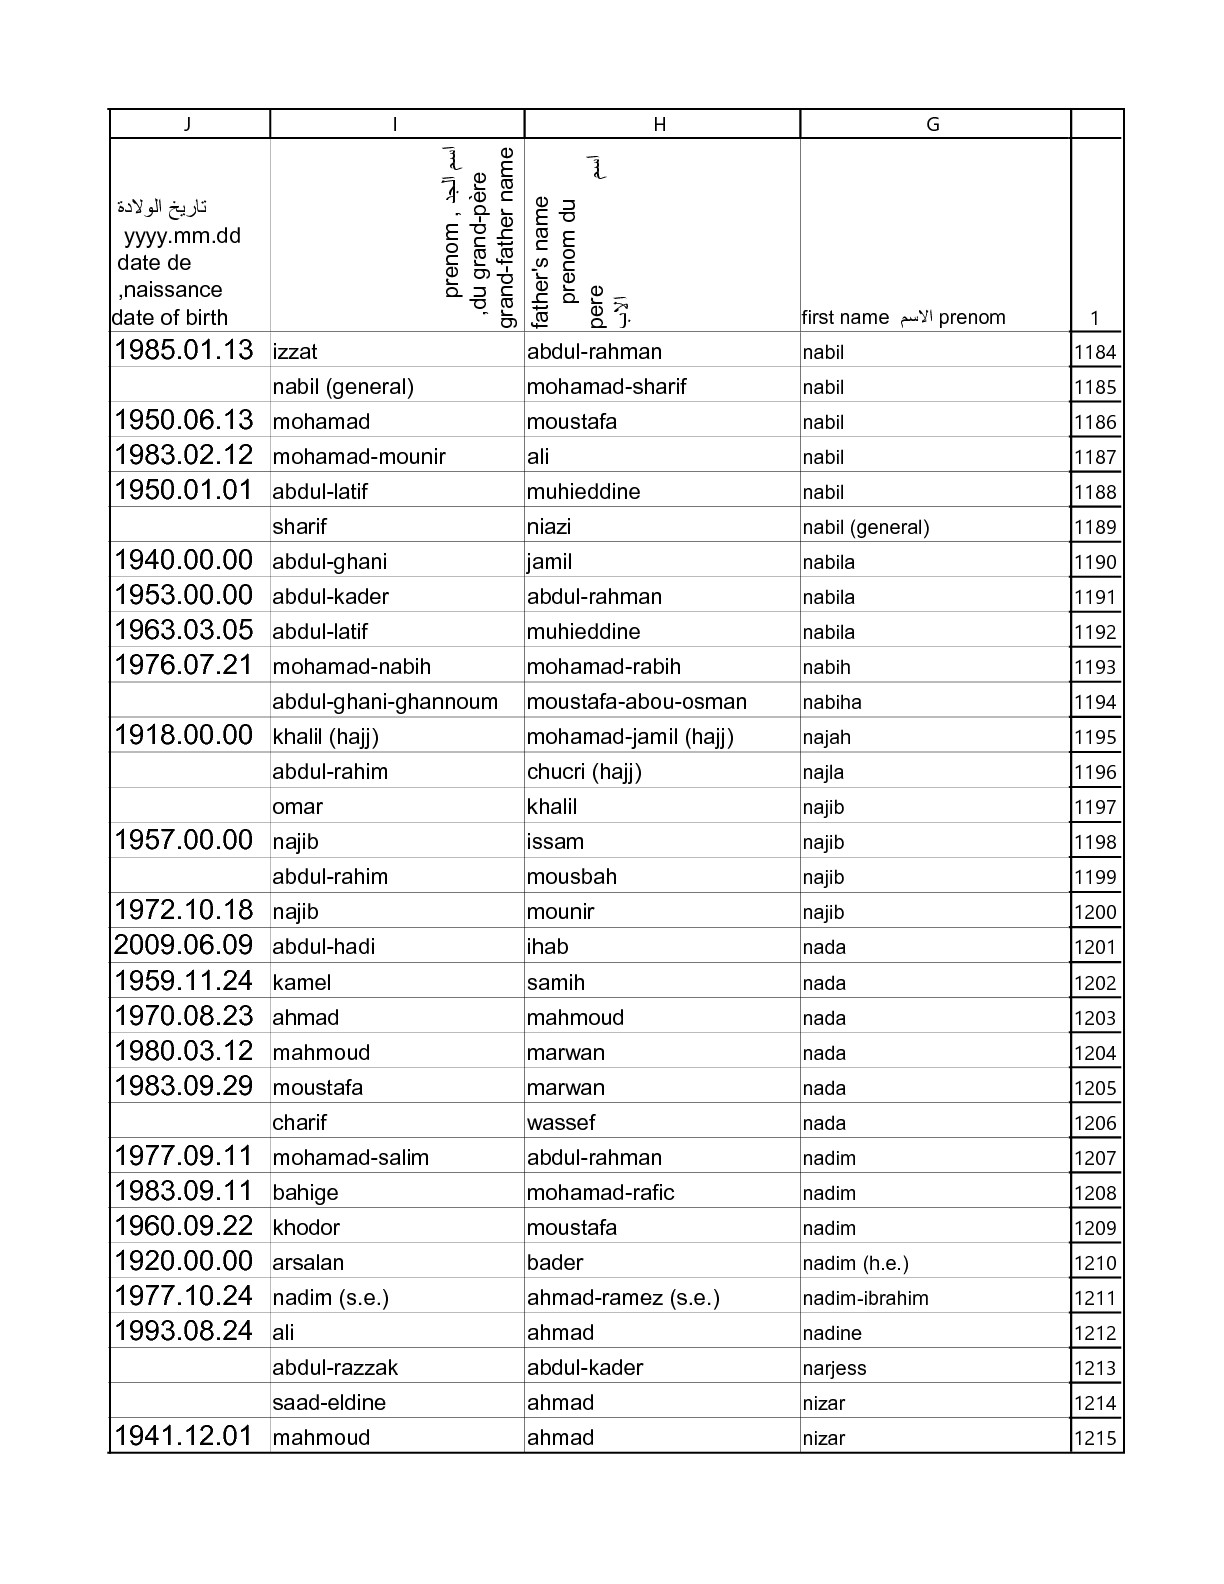 J I H G
تاريخ الولادة
yyyy.mm.dd
date de
,naissance
date of birth
اسم الجد , prenom
,du grand-père
grand-father name
father's name
prenom du
اسم
pere
الاب
first name الاسم prenom
1
1985.01.13 izzat abdul-rahman nabil 1184
nabil (general) mohamad-sharif nabil 1185
1950.06.13 mohamad moustafa nabil 1186
1983.02.12 mohamad-mounir ali nabil 1187
1950.01.01 abdul-latif muhieddine nabil 1188
sharif niazi nabil (general) 1189
1940.00.00 abdul-ghani jamil nabila 1190
1953.00.00 abdul-kader abdul-rahman nabila 1191
1963.03.05 abdul-latif muhieddine nabila 1192
1976.07.21 mohamad-nabih mohamad-rabih nabih 1193
abdul-ghani-ghannoum moustafa-abou-osman nabiha 1194
1918.00.00 khalil (hajj) mohamad-jamil (hajj) najah 1195
abdul-rahim chucri (hajj) najla 1196
omar khalil najib 1197
1957.00.00 najib issam najib 1198
abdul-rahim mousbah najib 1199
1972.10.18 najib mounir najib 1200
2009.06.09 abdul-hadi ihab nada 1201
1959.11.24 kamel samih nada 1202
1970.08.23 ahmad mahmoud nada 1203
1980.03.12 mahmoud marwan nada 1204
1983.09.29 moustafa marwan nada 1205
charif wassef nada 1206
1977.09.11 mohamad-salim abdul-rahman nadim 1207
1983.09.11 bahige mohamad-rafic nadim 1208
1960.09.22 khodor moustafa nadim 1209
1920.00.00 arsalan bader nadim (h.e.) 1210
1977.10.24 nadim (s.e.) ahmad-ramez (s.e.) nadim-ibrahim 1211
1993.08.24 ali ahmad nadine 1212
abdul-razzak abdul-kader narjess 1213
saad-eldine ahmad nizar 1214
1941.12.01 mahmoud ahmad nizar 1215